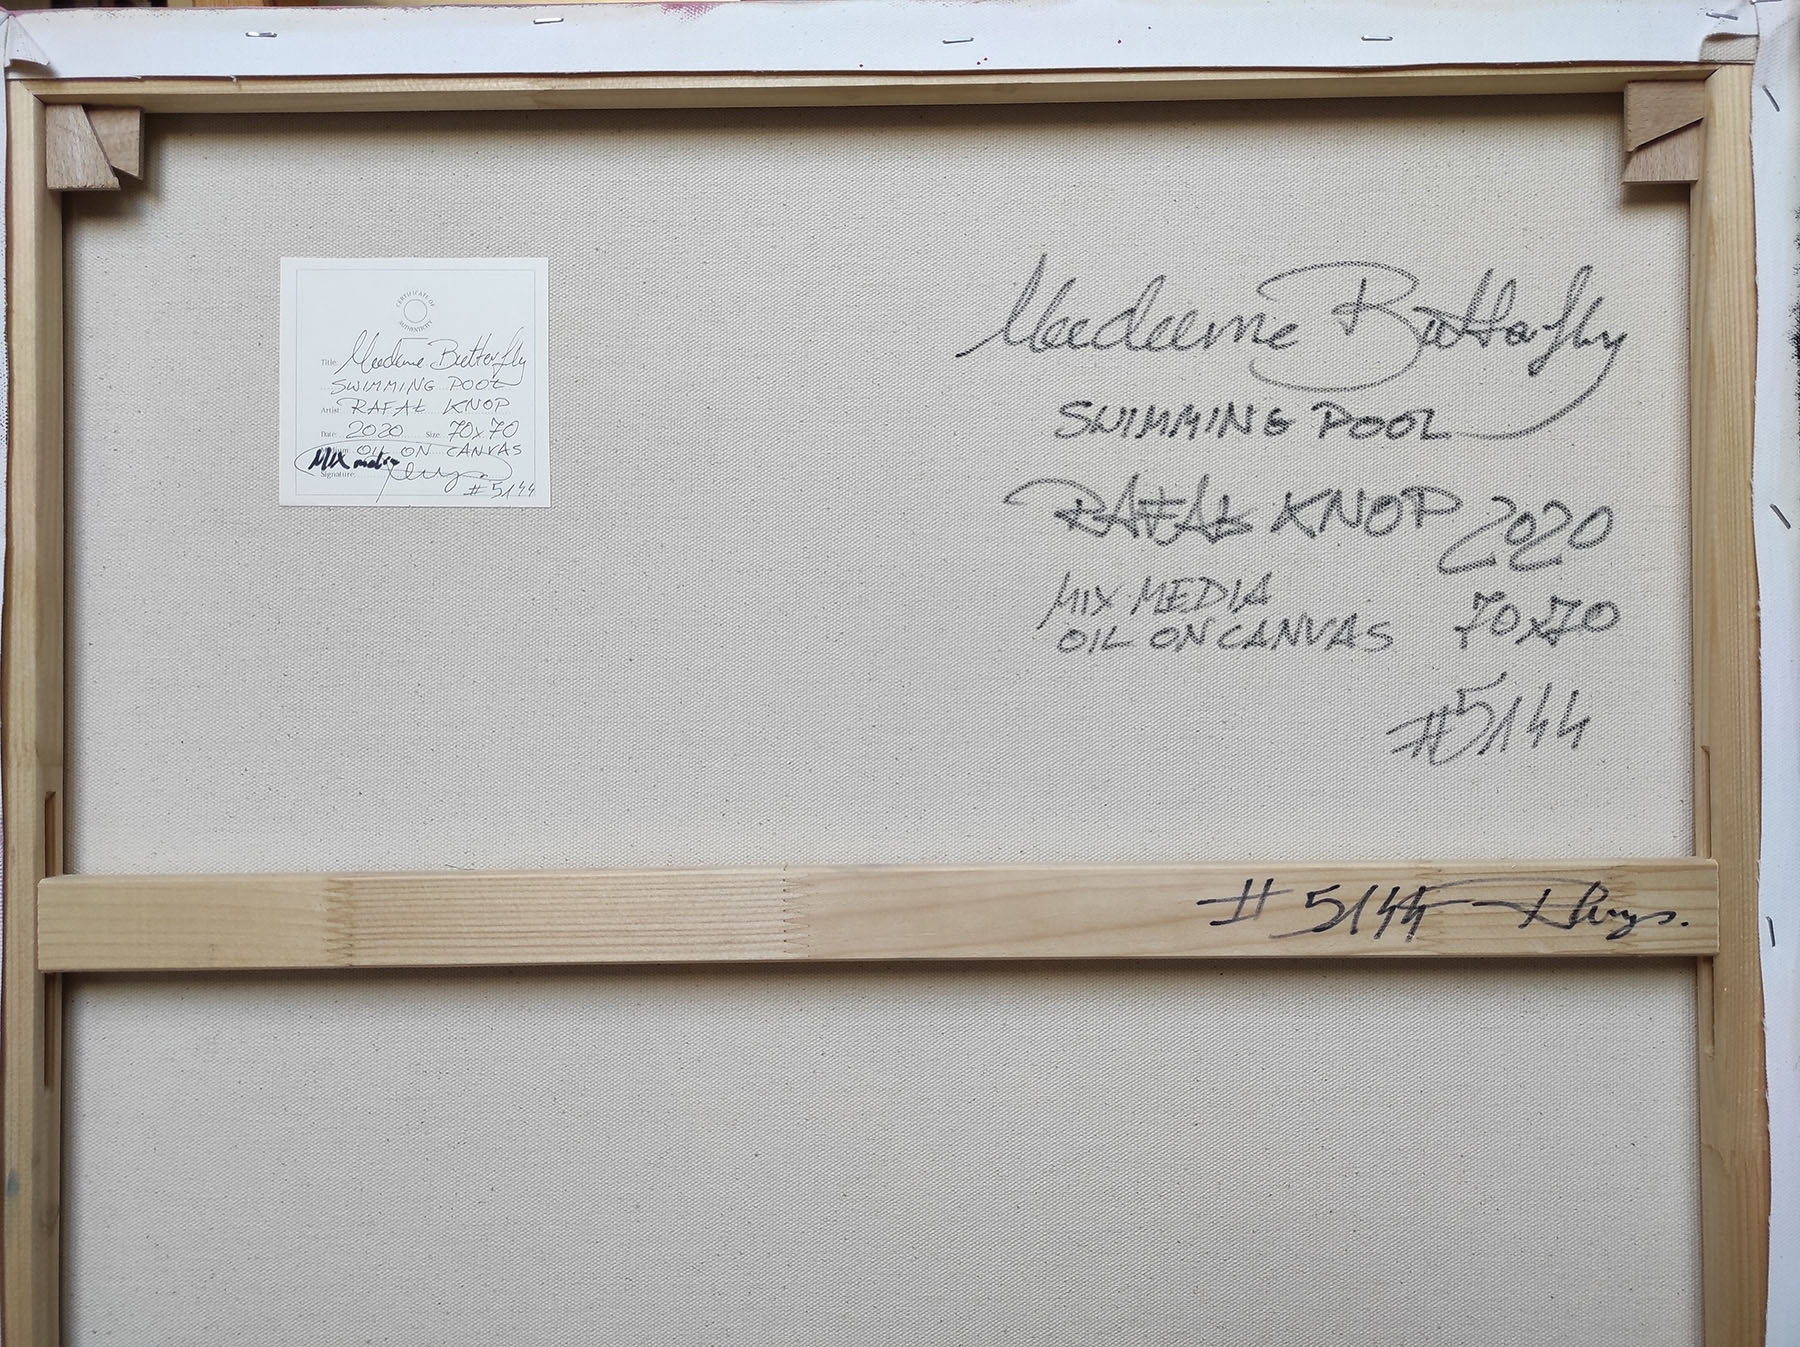 CERTIFICATE OF
AUTHENTICITY
Title Madame Butterfly
SWIMMING POOL
Artist RAFAŁ KNOP
Date 2020 Size 70x70
OIL ON CANVAS
MIX media
Signature
#5144
Madame Butterfly
SWIMMING POOL
RAFAŁ KNOP 2020
MIX MEDIA
OIL ON CANVAS 70x70
#5144
# 5144